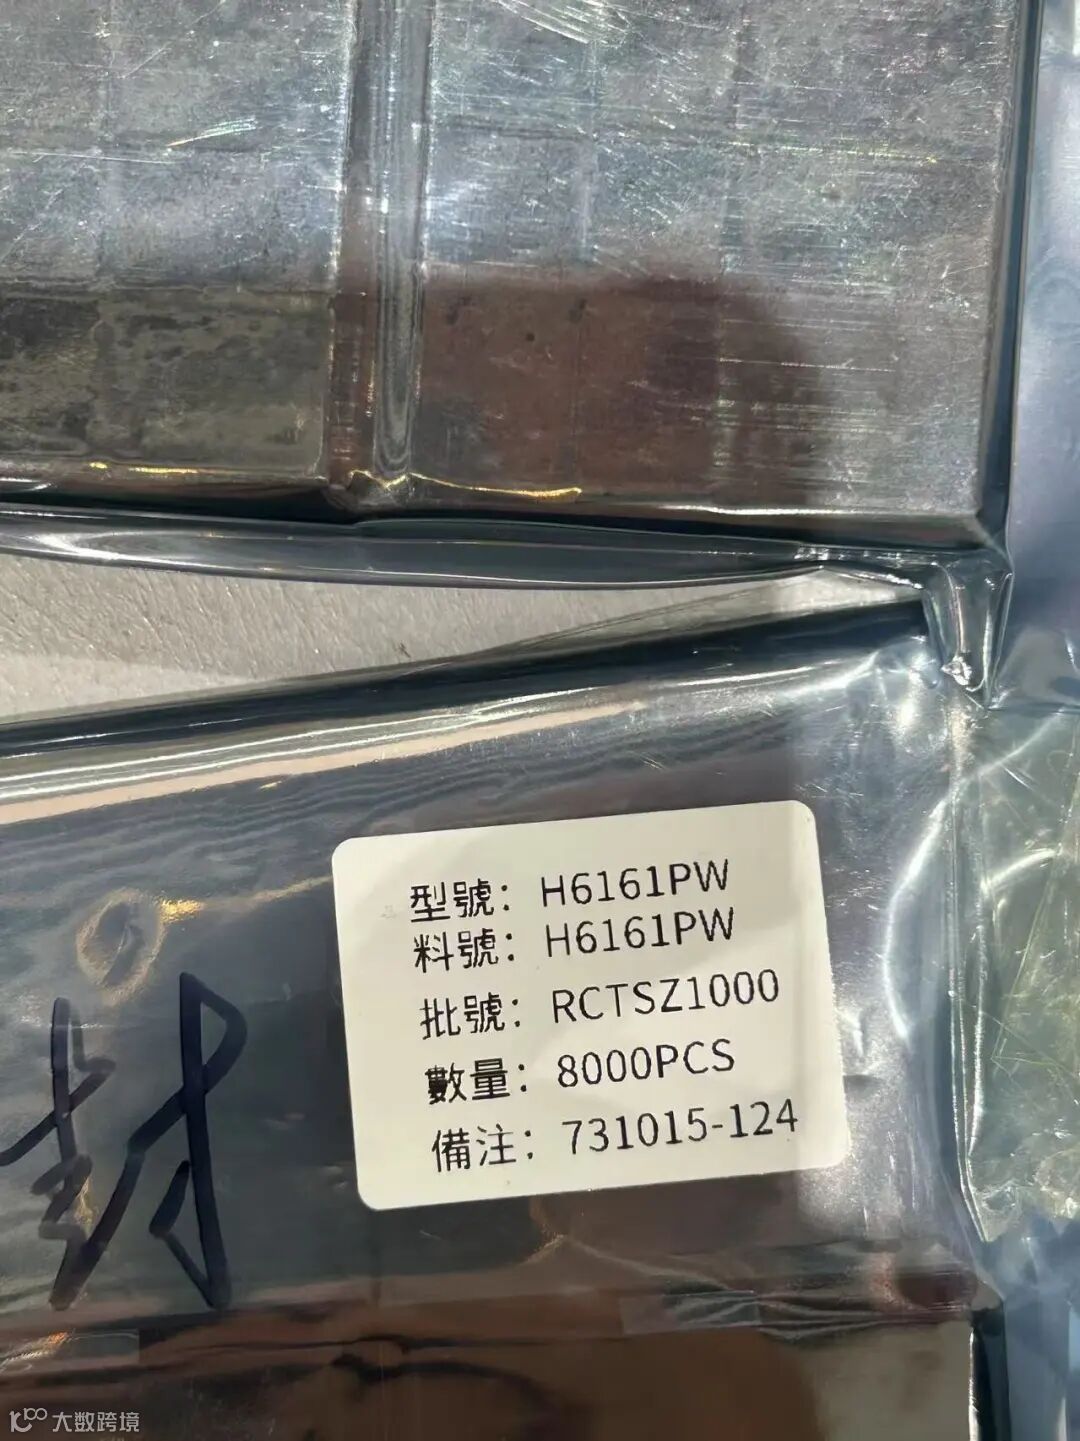 型號：H6161PW
料號：H6161PW
批號：RCTSZ1000
數量：8000PCS
備注：731015-124
封
大数跨境